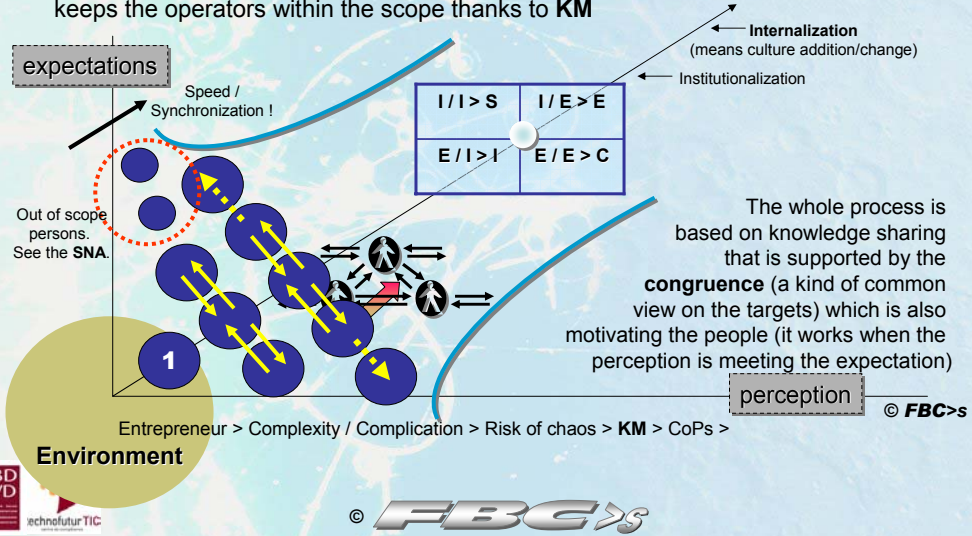 keeps the operators within the scope thanks to KM
Internalization
(means culture addition/change)
Institutionalization
expectations
Speed /
Synchronization !
I / I > S
I / E > E
E / I > I
E / E > C
Out of scope
persons.
See the SNA.
The whole process is
based on knowledge sharing
that is supported by the
congruence (a kind of common
view on the targets) which is also
motivating the people (it works when the
perception is meeting the expectation)
1
perception
© FBC>s
Entrepreneur > Complexity / Complication > Risk of chaos > KM > CoPs >
Environment
technofutur TIC
© FBC>s